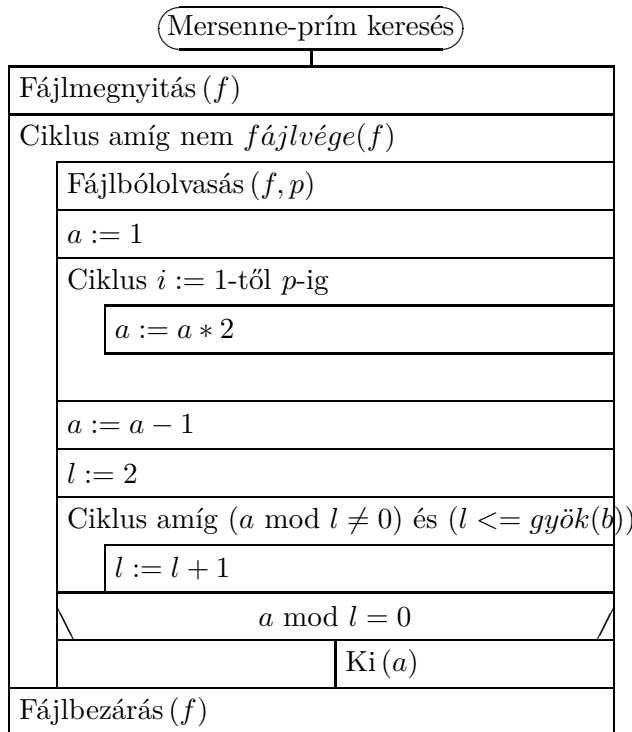 Mersenne-prím keresés
Fájlmegnyitás (f)
Ciklus amíg nem fájlvége(f)
Fájlbólolvasás (f, p)
a := 1
Ciklus i := 1-től p-ig
a := a ∗ 2
a := a − 1
l := 2
Ciklus amíg (a mod l ≠ 0) és (l <= gyök(b))
l := l + 1
a mod l = 0
Ki (a)
Fájlbezárás (f)